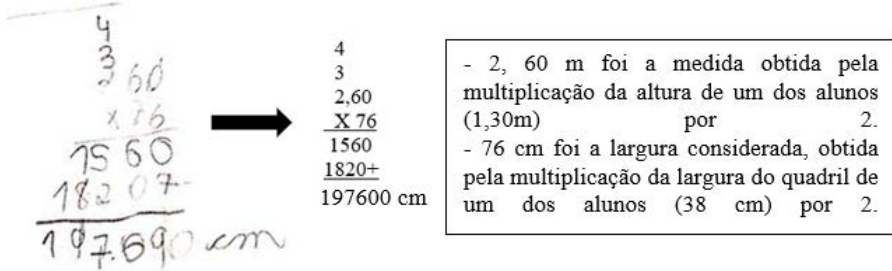 4
3
260
x 76
1560
1820+
197.690 cm
4
3
2,60
X 76
1560
1820+
197600 cm
- 2, 60 m foi a medida obtida pela
multiplicação da altura de um dos alunos
(1,30m) por 2.
- 76 cm foi a largura considerada, obtida
pela multiplicação da largura do quadril de
um dos alunos (38 cm) por 2.